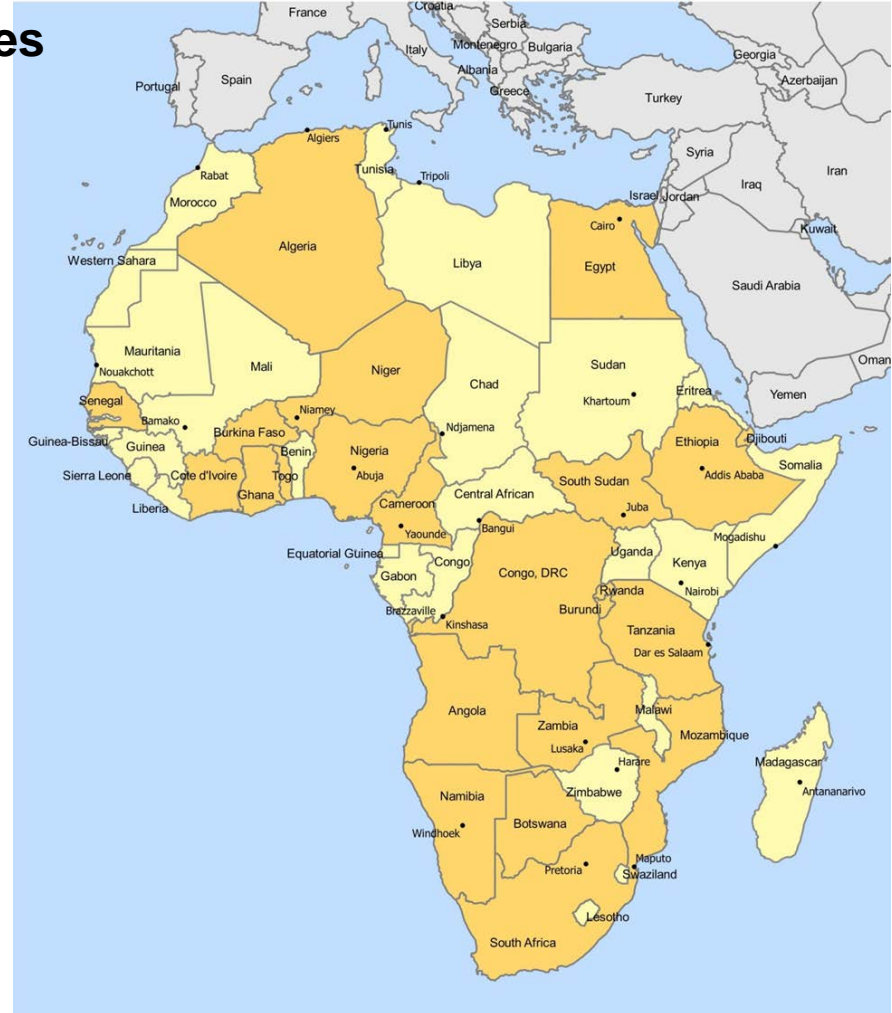 es
France
Croatia
Serbia
Montenegro
Bulgaria
Italy
Georgia
Albania
Azerbaijan
Portugal
Spain
Greece
Turkey
Tunis
Algiers
Syria
Rabat
Tunisia
Tripoli
Iraq
Iran
Morocco
Israel
Jordan
Cairo
Kuwait
Algeria
Western Sahara
Libya
Egypt
Saudi Arabia
Mauritania
Oman
Nouakchott
Mali
Niger
Sudan
Chad
Eritrea
Yemen
Senegal
Khartoum
Niamey
Bamako
Ndjamena
Burkina Faso
Guinea-Bissau
Guinea
Benin
Nigeria
Ethiopia
Djibouti
Somalia
Sierra Leone
Cote d'Ivoire
Togo
Abuja
South Sudan
Addis Ababa
Ghana
Central African
Liberia
Cameroon
Juba
Yaounde
Bangui
Mogadishu
Equatorial Guinea
Uganda
Congo
Kenya
Gabon
Congo, DRC
Rwanda
Nairobi
Brazzaville
Burundi
Kinshasa
Tanzania
Dar es Salaam
Angola
Malawi
Zambia
Mozambique
Lusaka
Harare
Madagascar
Namibia
Zimbabwe
Antananarivo
Botswana
Windhoek
Maputo
Pretoria
Swaziland
Lesotho
South Africa